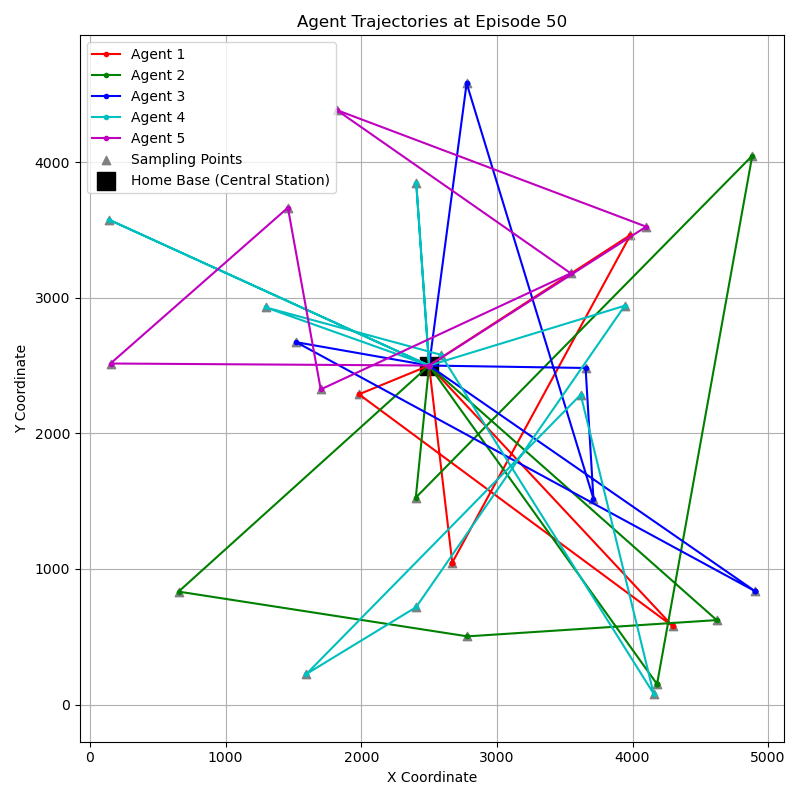 Agent Trajectories at Episode 50
Agent 1
Agent 2
Agent 3
Agent 4
Agent 5
Sampling Points
Home Base (Central Station)
Y Coordinate
4000
3000
2000
1000
0
0 1000 2000 3000 4000 5000
X Coordinate